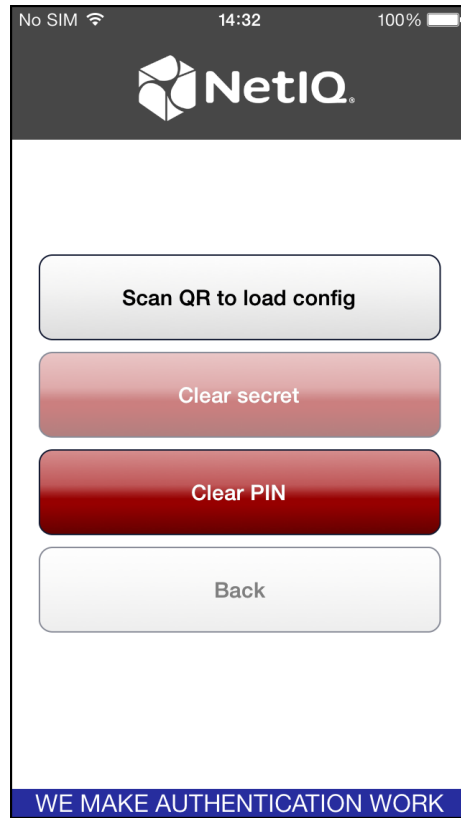 No SIM 14:32 100%
NetIQ.
Scan QR to load config
Clear secret
Clear PIN
Back
WE MAKE AUTHENTICATION WORK